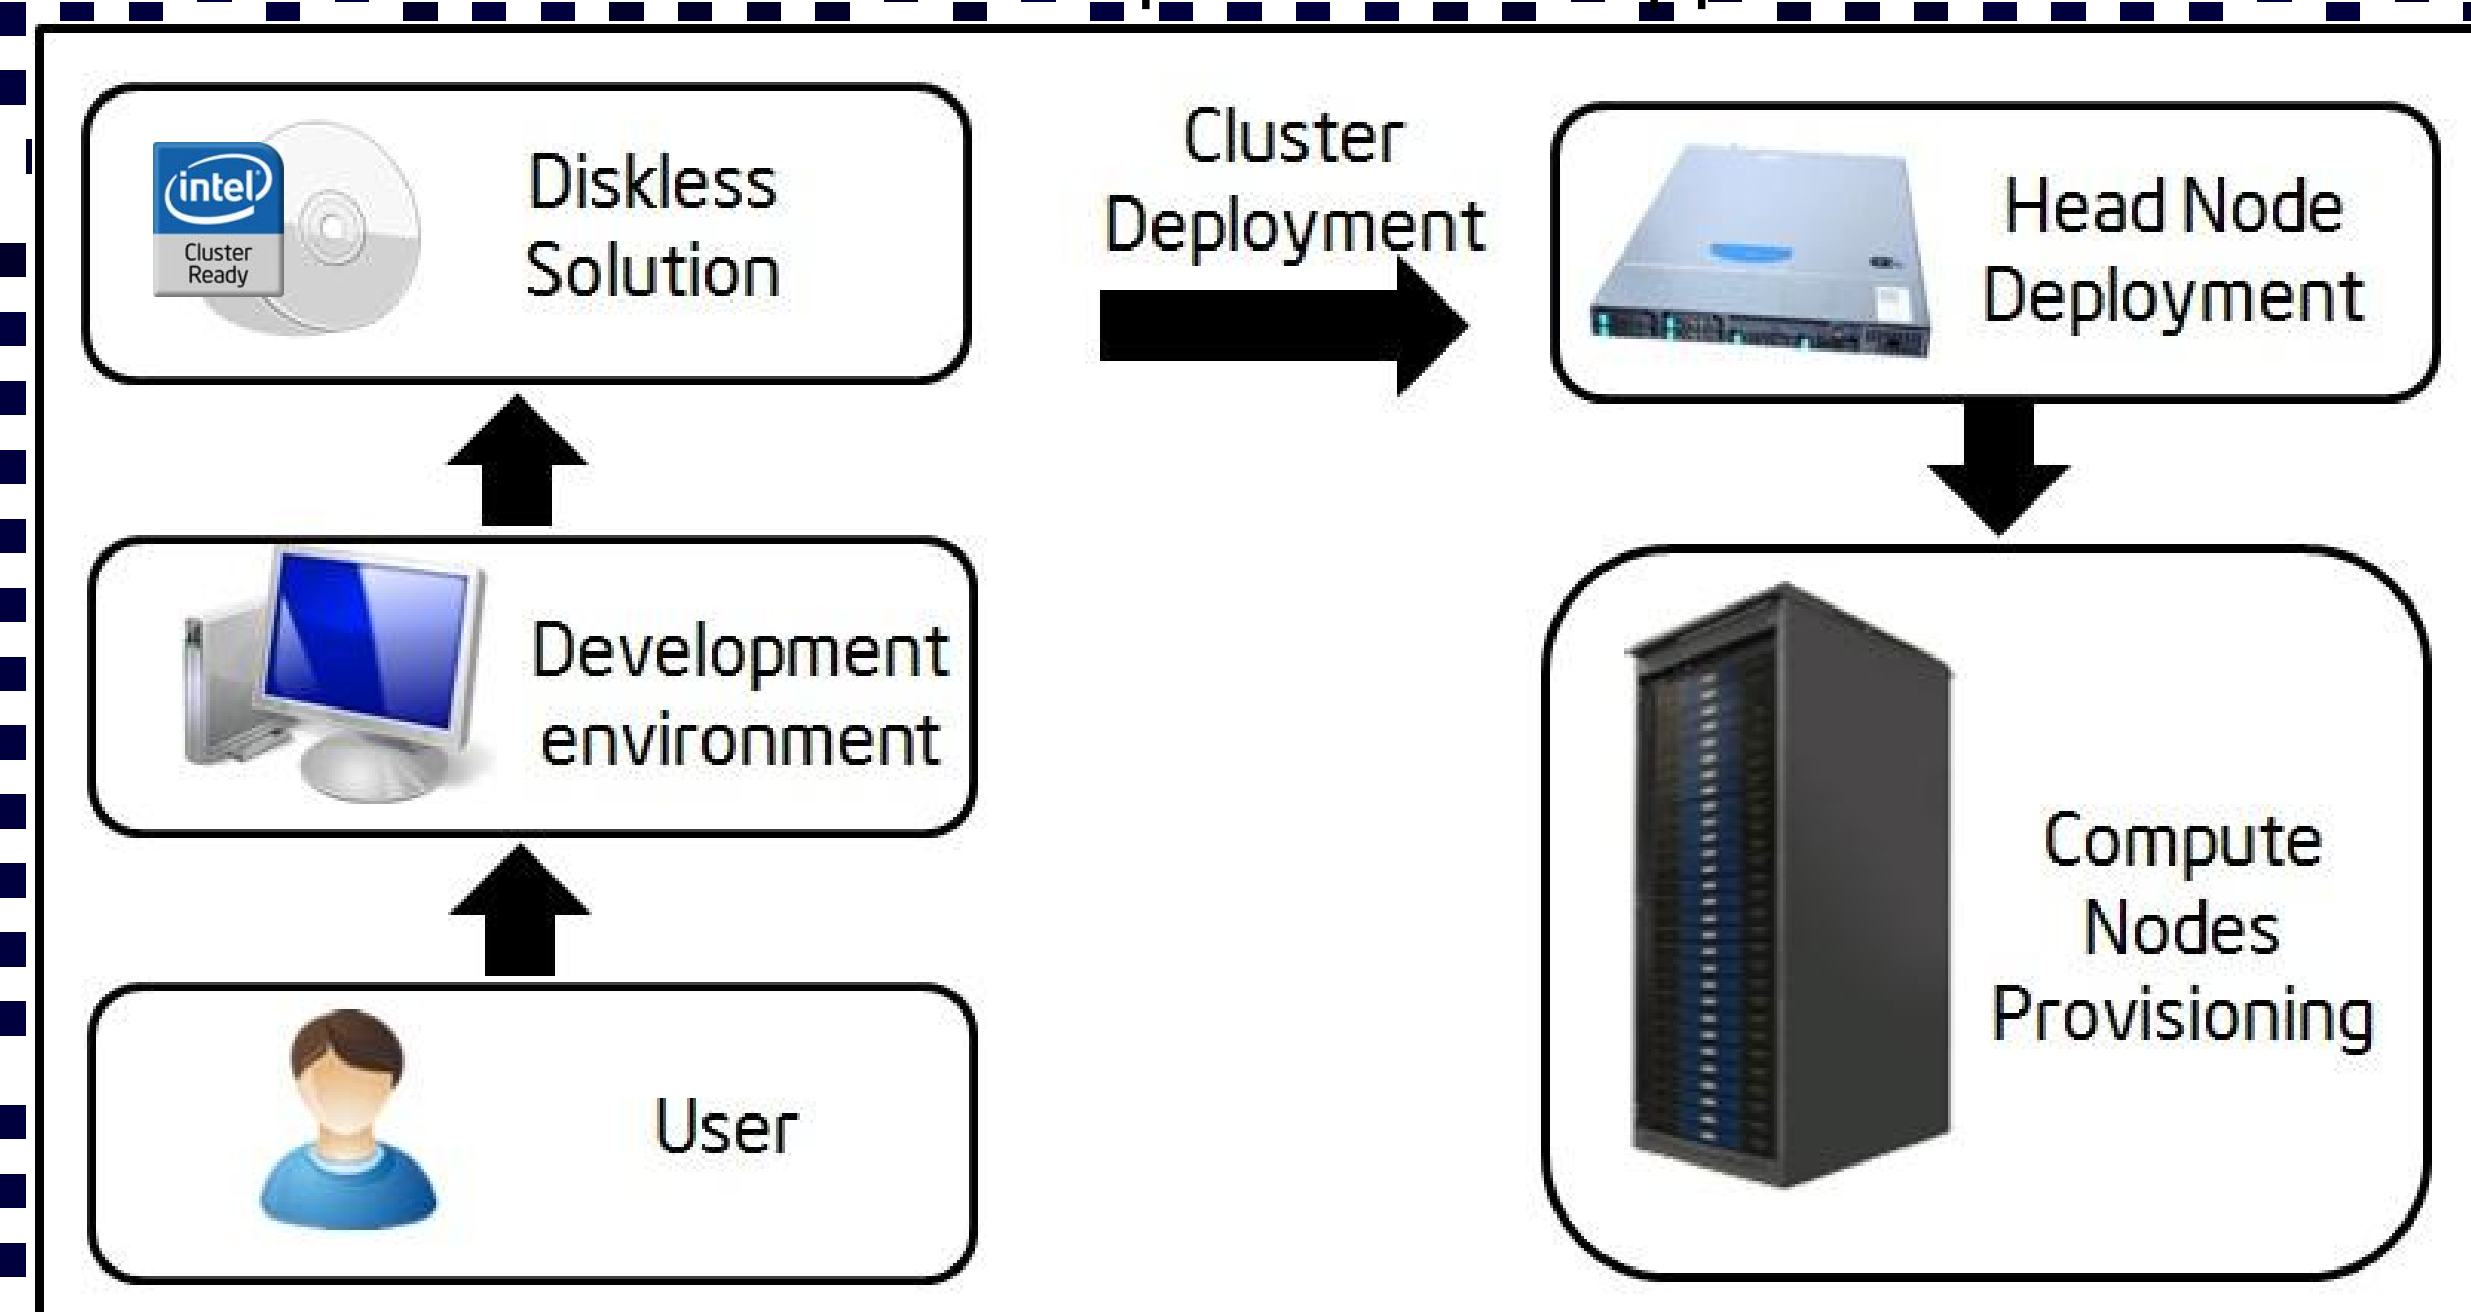 intel
Cluster
Ready
Diskless
Solution
Cluster
Deployment
Head Node
Deployment
Development
environment
Compute
Nodes
Provisioning
User